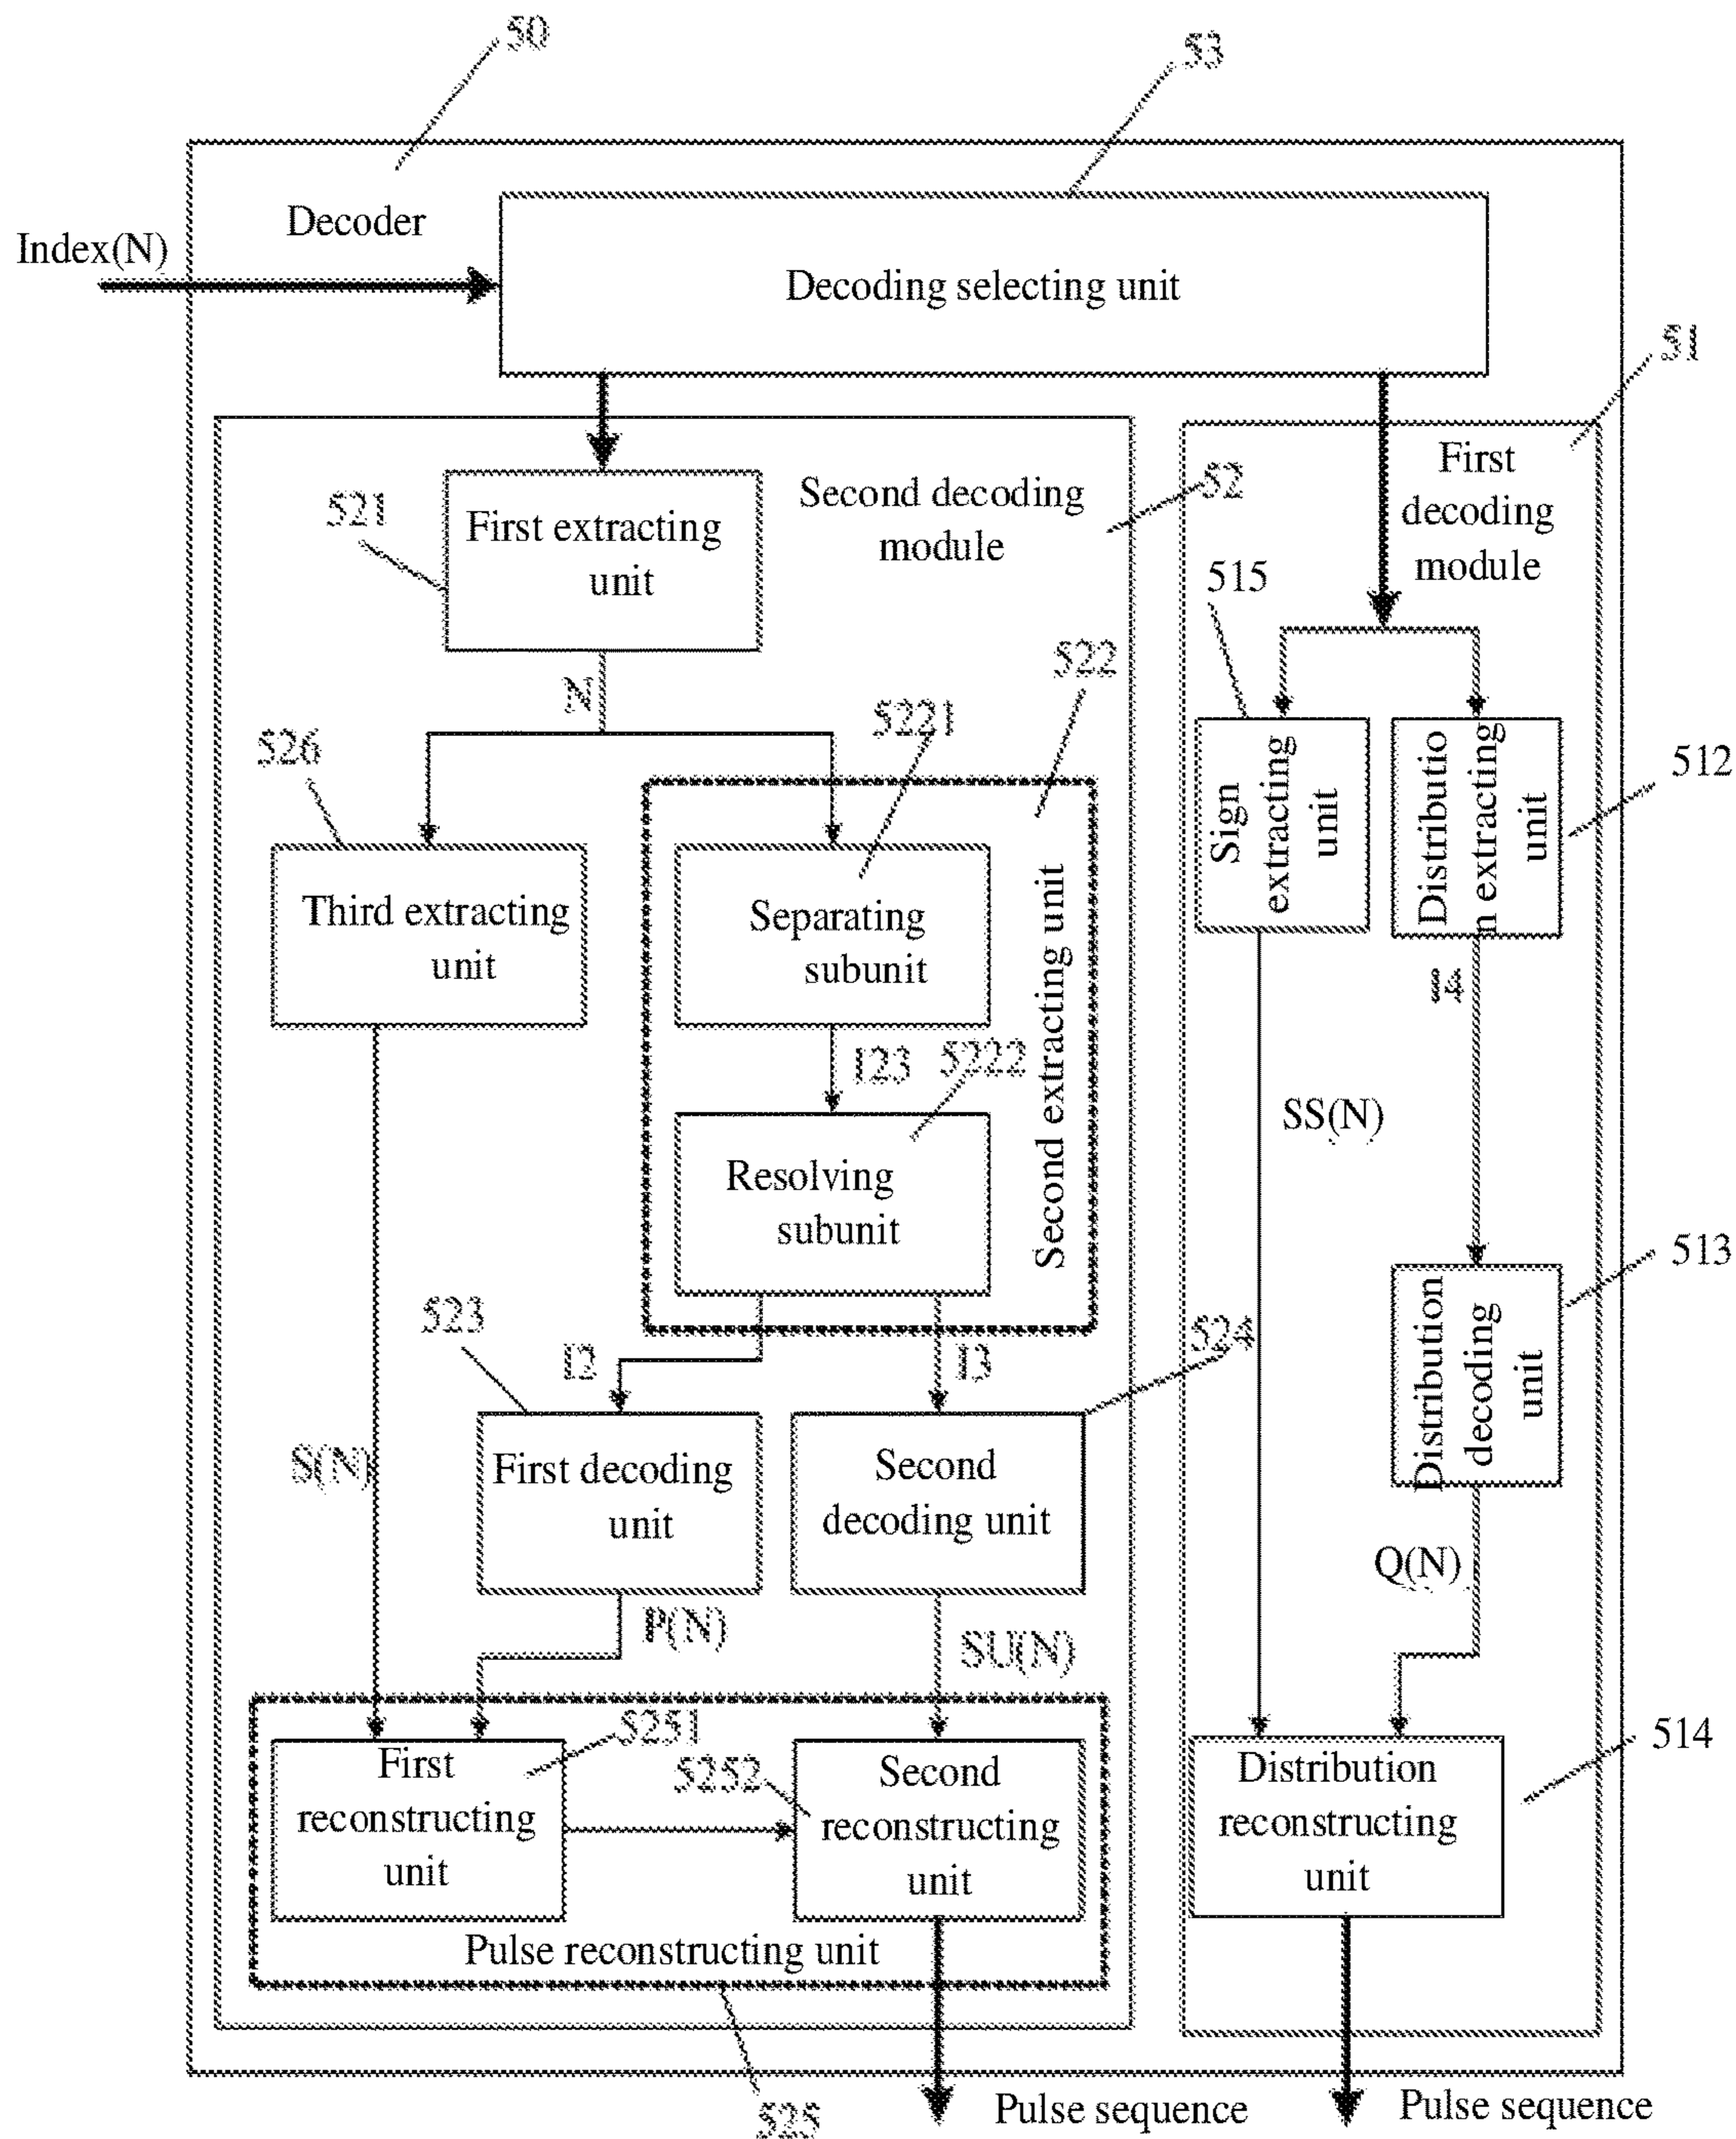 50
53
Decoder
Index(N)
Decoding selecting unit
51
First
decoding
module
Second decoding
module
52
521
First extracting
unit
515
522
N
5221
526
512
Sign
extracting
unit
Distributio
n extracting
unit
Third extracting
unit
Separating
subunit
Second extracting unit
I4
I23
5222
SS(N)
Resolving
subunit
513
523
524
I2
I3
Distribution
decoding
unit
S(N)
First decoding
unit
Second
decoding unit
Q(N)
P(N)
SU(N)
5251
514
First
reconstructing
unit
5252
Second
reconstructing
unit
Distribution
reconstructing
unit
Pulse reconstructing unit
525
Pulse sequence
Pulse sequence